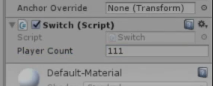 Anchor Override None (Transform)
Switch (Script)
Script Switch
Player Count 111
Default-Material